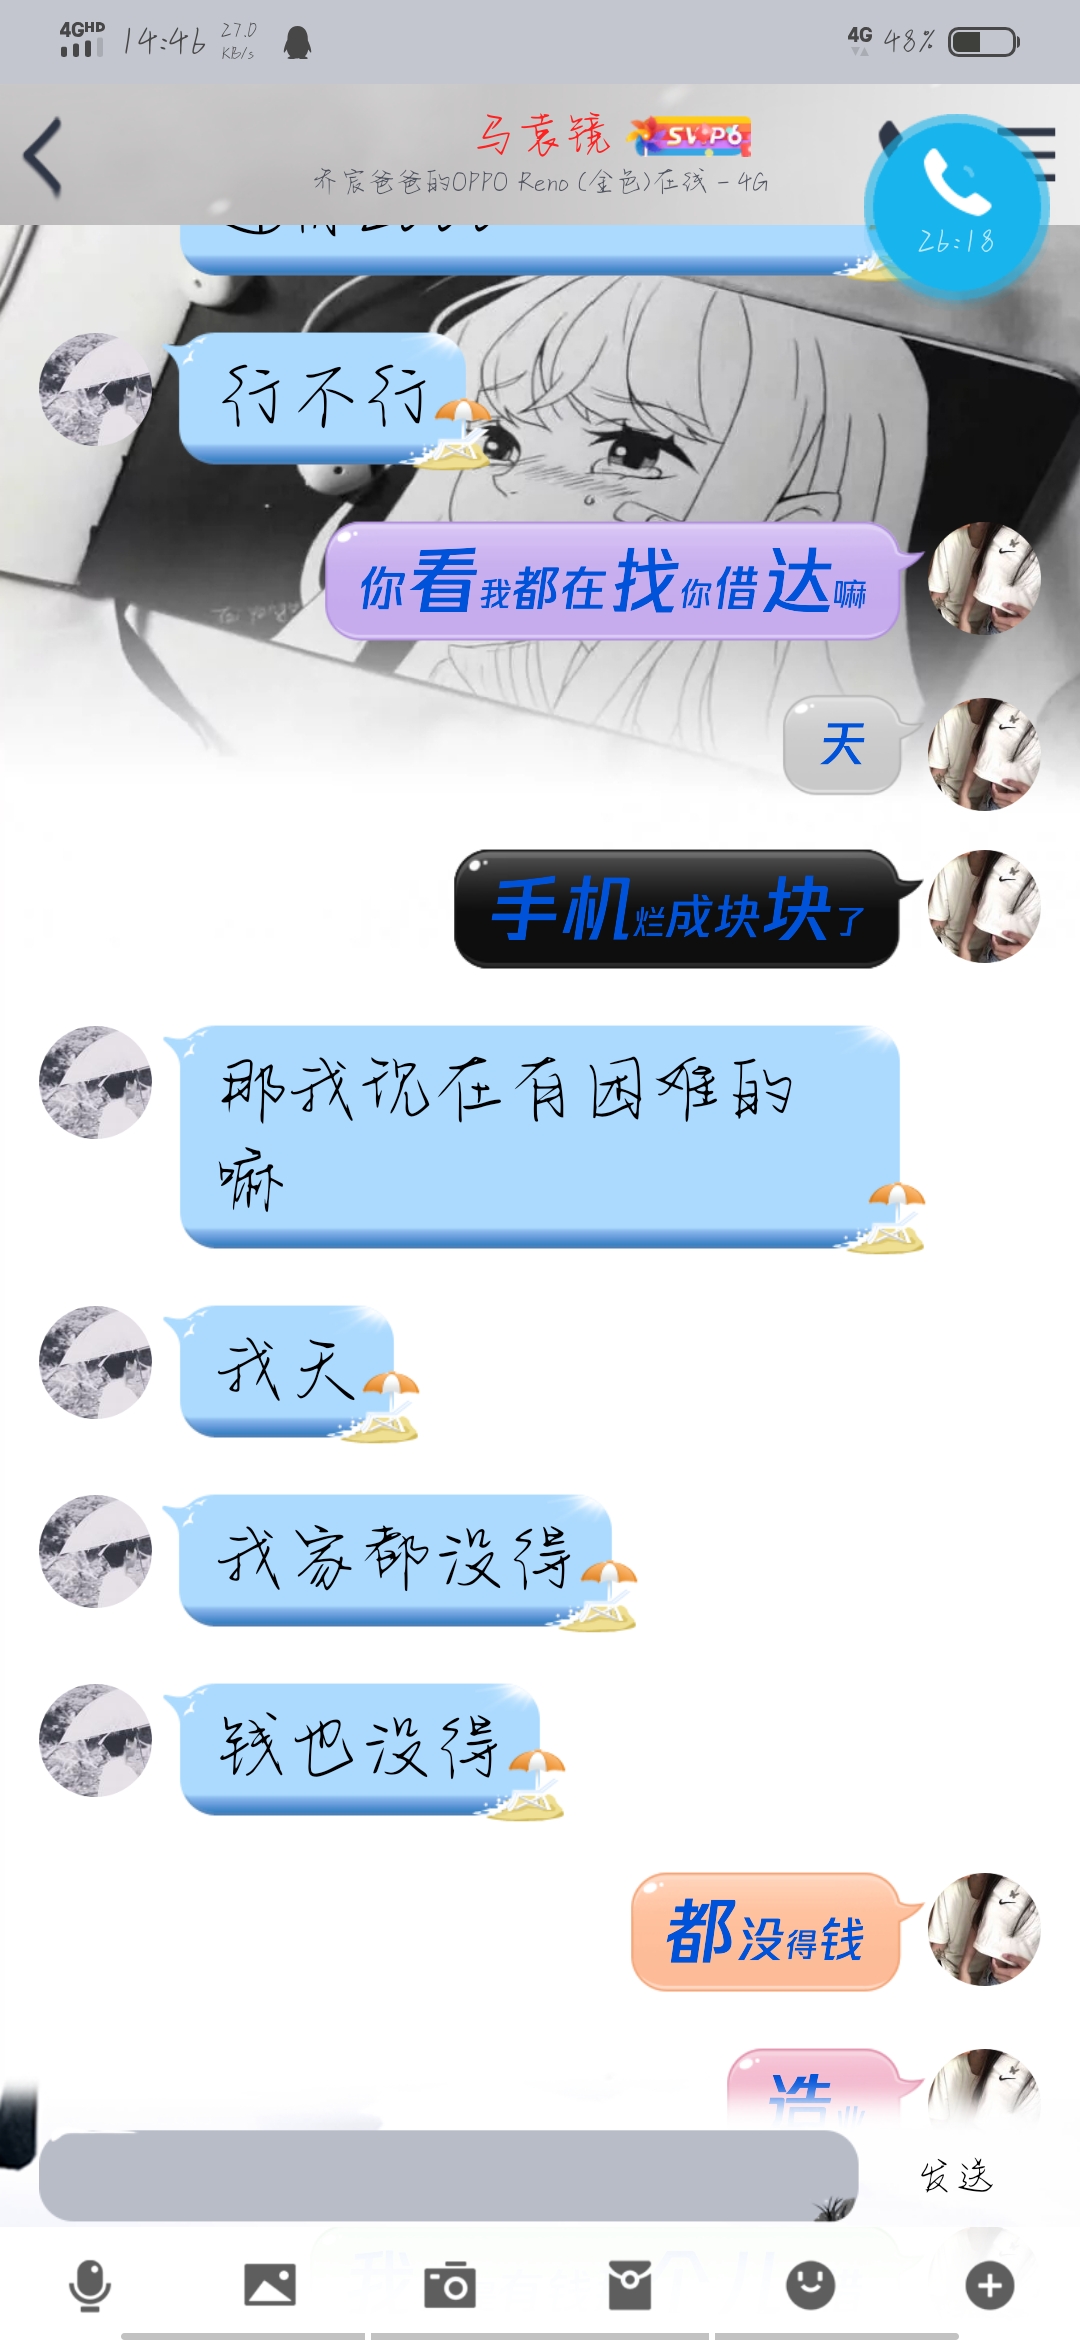 4GHD 14:46 27.0 KB/s 4G 48%
马袁镜 SVIP6
齐宸爸爸的OPPO Reno (金色)在线 - 4G
26:18
行不行
你看我都在找你借达嘛
天
手机烂成块块了
那我现在有困难的
嘛
我天
我家都没得
钱也没得
都没得钱
造业
发送